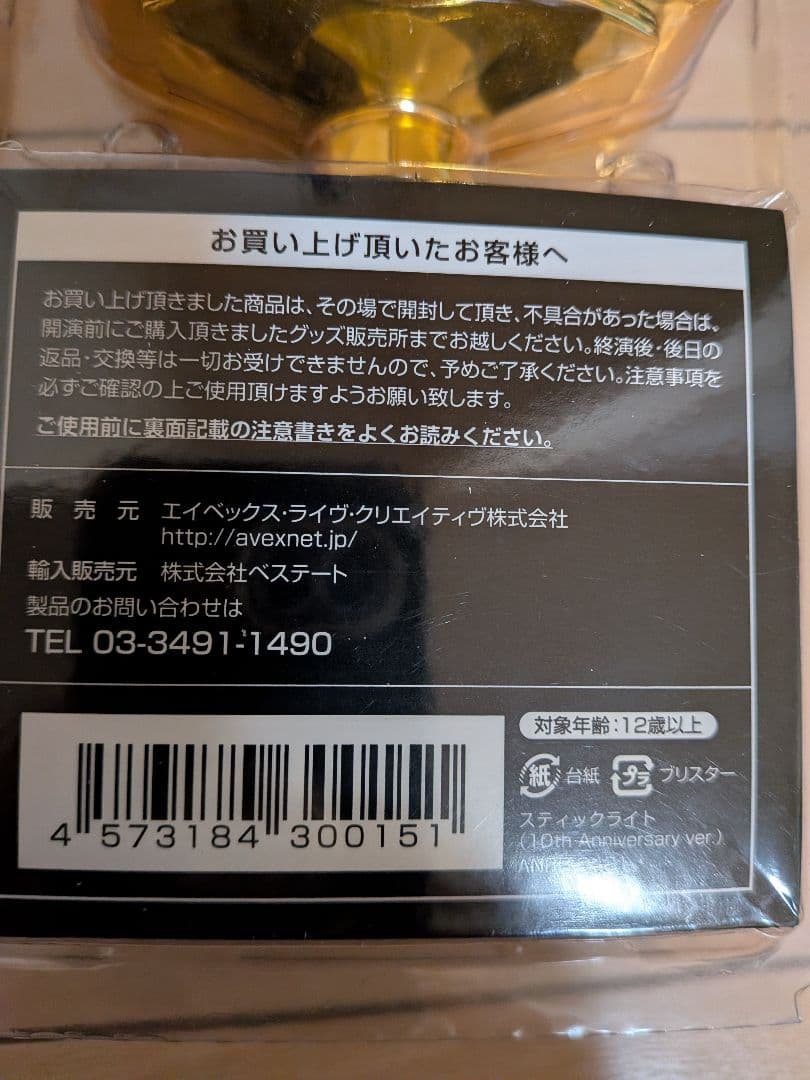 お買い上げ頂いたお客様へ
お買い上げ頂きました商品は、その場で開封して頂き、不具合があった場合は、
開演前にご購入頂きましたグッズ販売所までお越しください。終演後・後日の
返品・交換等は一切お受けできませんので、予めご了承ください。注意事項を
必ずご確認の上ご使用頂けますようお願い致します。
ご使用前に裏面記載の注意書きをよくお読みください。
販売元 エイベックス・ライヴ・クリエイティヴ株式会社
http://avexnet.jp/
輸入販売元 株式会社ベステート
製品のお問い合わせは
TEL 03-3491-1490
対象年齢:12歳以上
紙 台紙 プラ ブリスター
スティックライト
(10th Anniversary ver.)
4 573184 300151